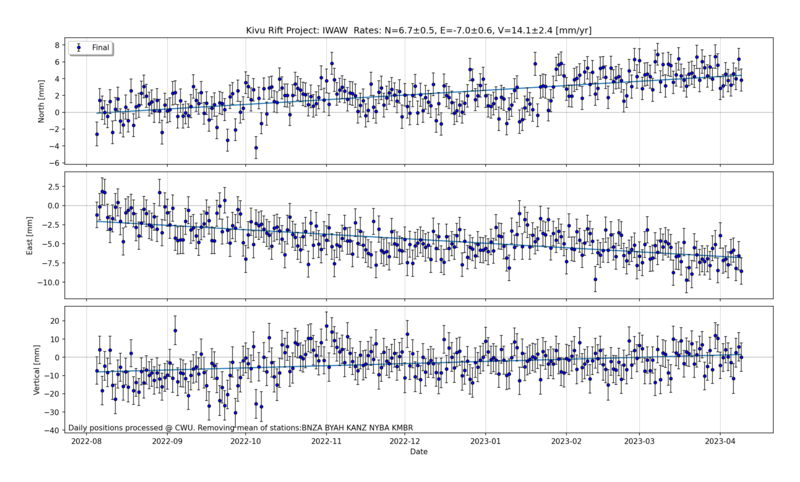 Kivu Rift Project: IWAW Rates: N=6.7±0.5, E=-7.0±0.6, V=14.1±2.4 [mm/yr]
Final
8
6
4
2
0
−2
−4
−6
North [mm]
2.5
0.0
−2.5
−5.0
−7.5
−10.0
East [mm]
20
10
0
−10
−20
−30
−40
Vertical [mm]
Daily positions processed @ CWU. Removing mean of stations:BNZA BYAH KANZ NYBA KMBR
2022-08 2022-09 2022-10 2022-11 2022-12 2023-01 2023-02 2023-03 2023-04
Date